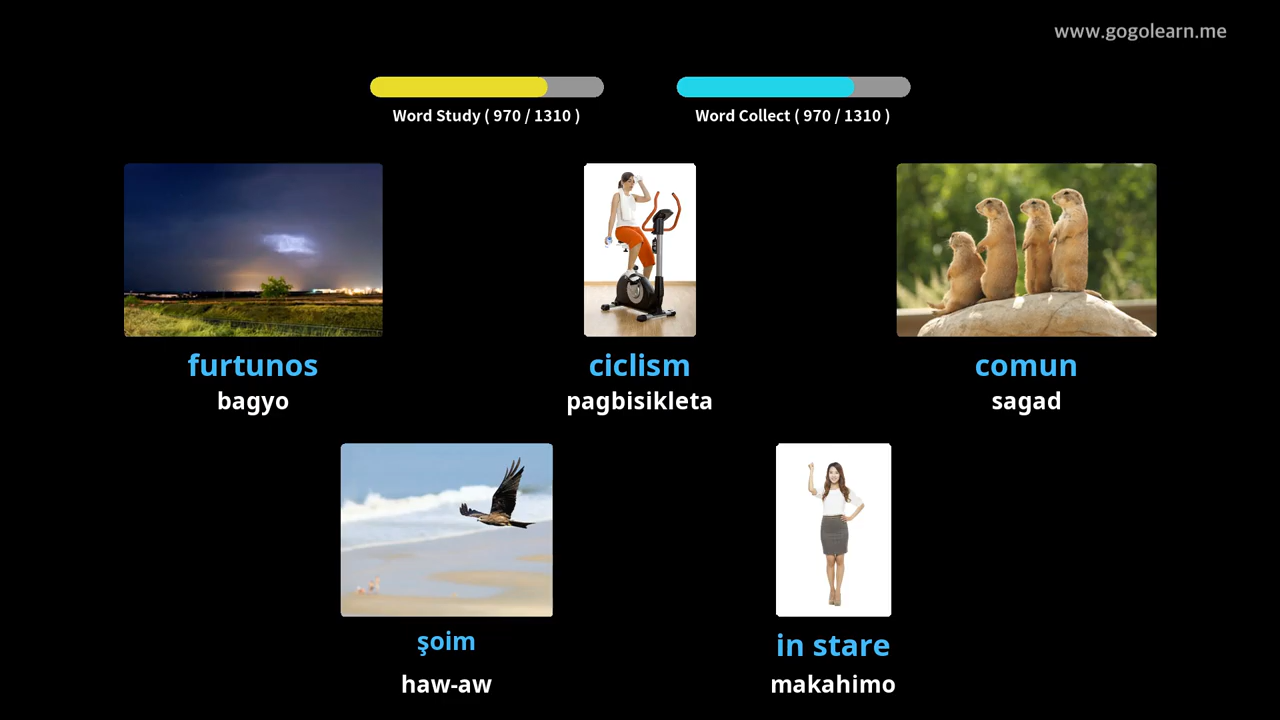 www.gogolearn.me
Word Study ( 970 / 1310 )
Word Collect ( 970 / 1310 )
furtunos
bagyo
ciclism
pagbisikleta
comun
sagad
şoim
haw-aw
in stare
makahimo